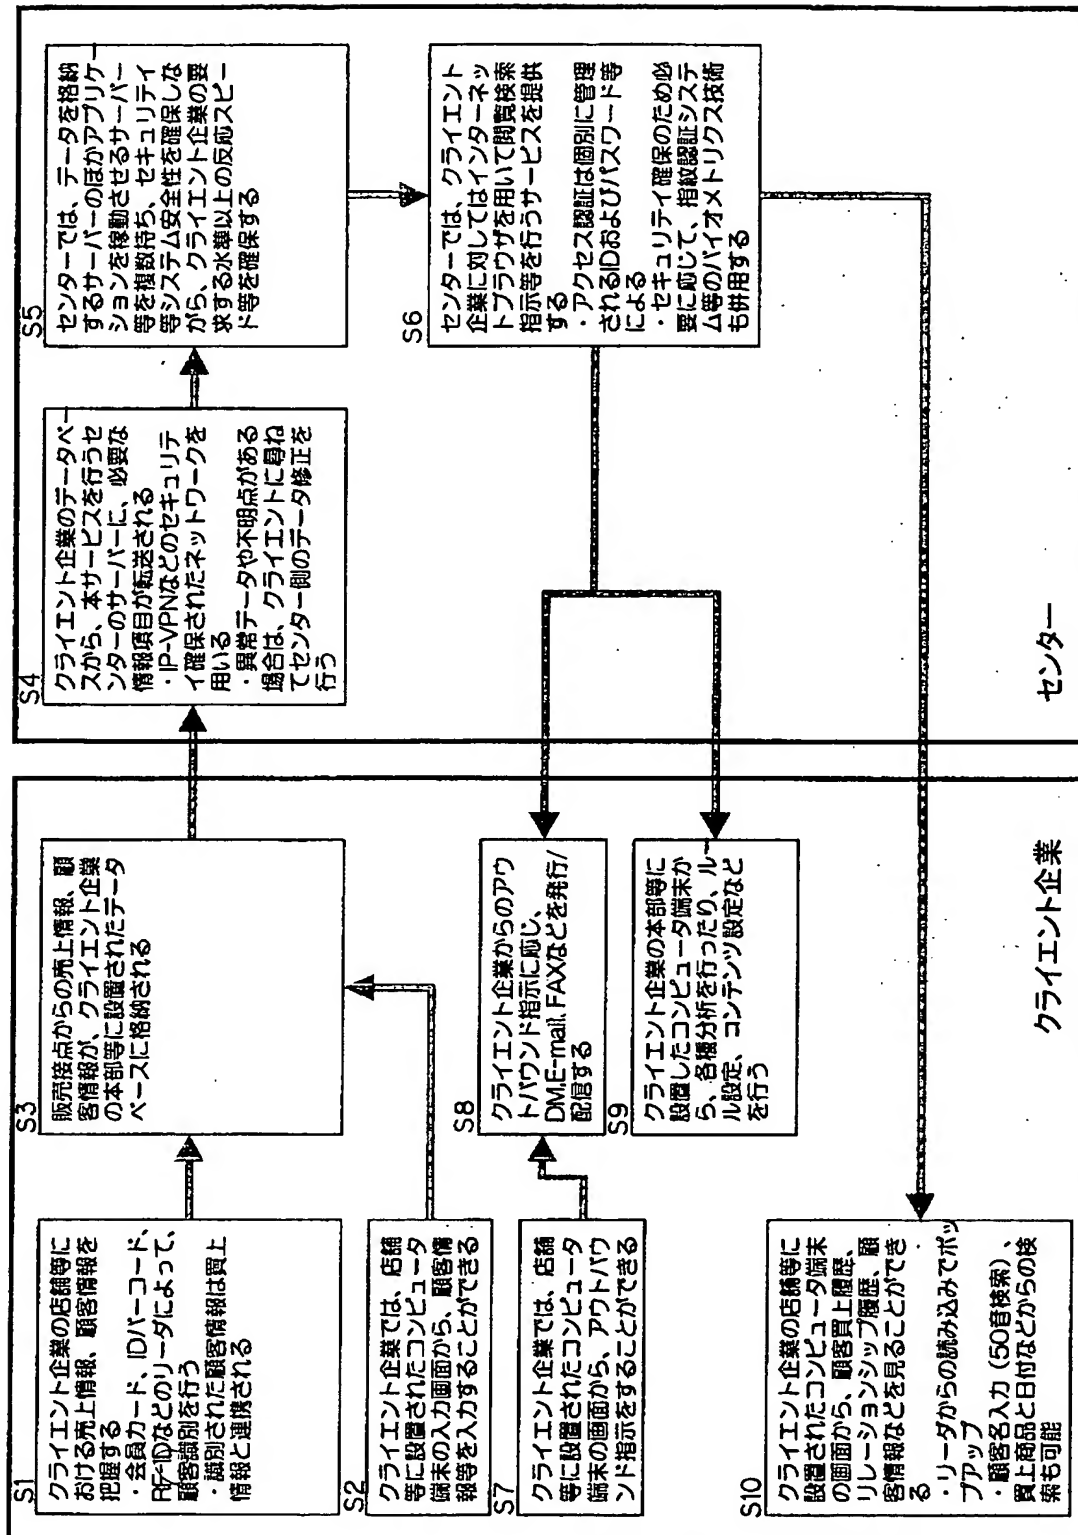 S1
クライエント企業の店舗等に
おける売上情報、顧客情報を
把握する
・会員カード、IDバーコード、
RF-IDなどのリーダによって、
顧客識別を行う
・識別された顧客情報は買上
情報と連携される
S2
クライエント企業では、店舗
等に設置されたコンピュータ
端末の入力画面から、顧客情
報等を入力することができる
S7
クライエント企業では、店舗
等に設置されたコンピュータ
端末の画面から、アウトバウ
ンド指示をすることができる
S10
クライエント企業の店舗等に
設置されたコンピュータ端末
の画面から、顧客買上履歴、
リレーションシップ履歴、顧
客情報などを見ることができ
る
・リーダからの読み込みでポッ
プアップ
・顧客名入力(50音検索)、
買上商品と日付などからの検
索も可能
S3
販売接点からの売上情報、顧
客情報が、クライエント企業
の本部等に設置されたデータ
ベースに格納される
S8
クライエント企業からのアウ
トバウンド指示に応じ、
DM,E-mail,FAXなどを発行/
配信する
S9
クライエント企業の本部等に
設置したコンピュータ端末か
ら、各種分析を行ったり、ルー
ル設定、コンテンツ設定など
を行う
クライエント企業
S4
クライエント企業のデータベー
スから、本サービスを行うセ
ンターのサーバーに、必要な
情報項目が転送される
・IP-VPNなどのセキュリテ
ィ確保されたネットワークを
用いる
・異常データや不明点がある
場合は、クライエントに尋ね
てセンター側のデータ修正を
行う
S5
センターでは、データを格納
するサーバーのほかアプリケー
ションを稼動させるサーバー
等を複数持ち、セキュリティ
等システム安全性を確保しな
がら、クライエント企業の要
求する水準以上の反応スピー
ド等を確保する
S6
センターでは、クライエント
企業に対してはインターネッ
トブラウザを用いて閲覧検索
指示等を行うサービスを提供
する
・アクセス認証は個別に管理
されるIDおよびパスワード等
による
・セキュリティ確保のため必
要に応じて、指紋認証システ
ム等のバイオメトリクス技術
も併用する
センター